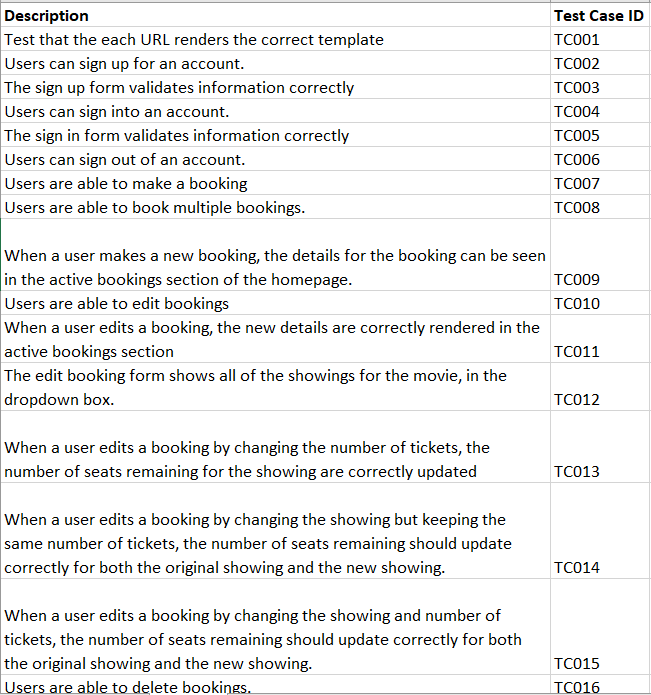 Description Test Case ID
Test that the each URL renders the correct template TC001
Users can sign up for an account. TC002
The sign up form validates information correctly TC003
Users can sign into an account. TC004
The sign in form validates information correctly TC005
Users can sign out of an account. TC006
Users are able to make a booking TC007
Users are able to book multiple bookings. TC008
When a user makes a new booking, the details for the booking can be seen
in the active bookings section of the homepage. TC009
Users are able to edit bookings TC010
When a user edits a booking, the new details are correctly rendered in the
active bookings section TC011
The edit booking form shows all of the showings for the movie, in the
dropdown box. TC012
When a user edits a booking by changing the number of tickets, the
number of seats remaining for the showing are correctly updated TC013
When a user edits a booking by changing the showing but keeping the
same number of tickets, the number of seats remaining should update
correctly for both the original showing and the new showing. TC014
When a user edits a booking by changing the showing and number of
tickets, the number of seats remaining should update correctly for both
the original showing and the new showing. TC015
Users are able to delete bookings. TC016